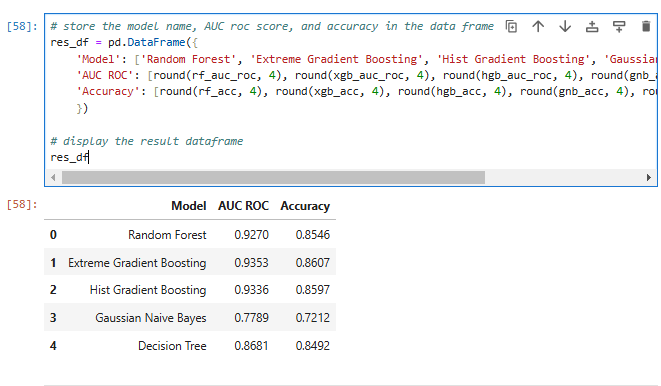 [58]:
# store the model name, AUC roc score, and accuracy in the data frame
res_df = pd.DataFrame({
'Model': ['Random Forest', 'Extreme Gradient Boosting', 'Hist Gradient Boosting', 'Gaussian
'AUC ROC': [round(rf_auc_roc, 4), round(xgb_auc_roc, 4), round(hgb_auc_roc, 4), round(gnb_a
'Accuracy': [round(rf_acc, 4), round(xgb_acc, 4), round(hgb_acc, 4), round(gnb_acc, 4), rou
})
# display the result dataframe
res_df
[58]:
Model AUC ROC Accuracy
0 Random Forest 0.9270 0.8546
1 Extreme Gradient Boosting 0.9353 0.8607
2 Hist Gradient Boosting 0.9336 0.8597
3 Gaussian Naive Bayes 0.7789 0.7212
4 Decision Tree 0.8681 0.8492